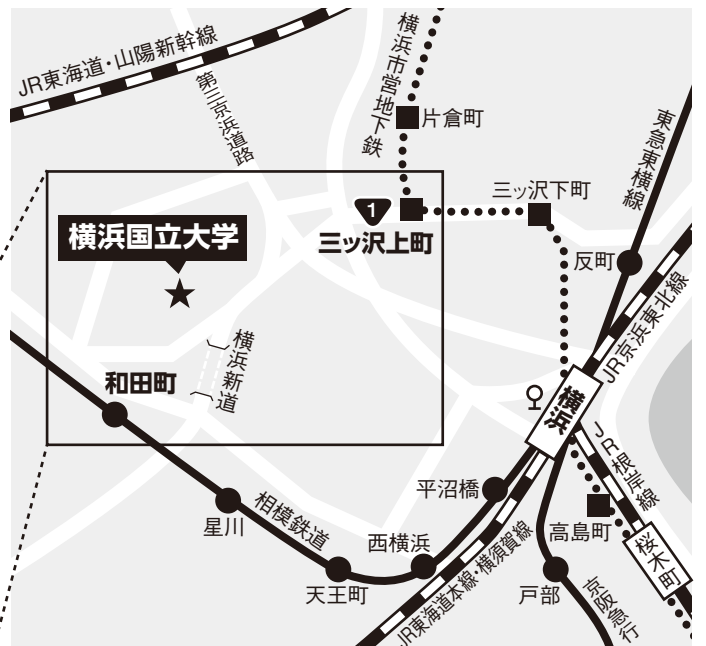 JR東海道・山陽新幹線
第三京浜道路
横浜市営地下鉄
片倉町
東急東横線
三ッ沢下町
1
三ッ沢上町
横浜国立大学
反町
JR京浜東北線
横浜新道
和田町
横浜
JR根岸線
平沼橋
星川
相模鉄道
西横浜
高島町
桜木町
天王町
JR東海道本線・横須賀線
戸部
京阪急行